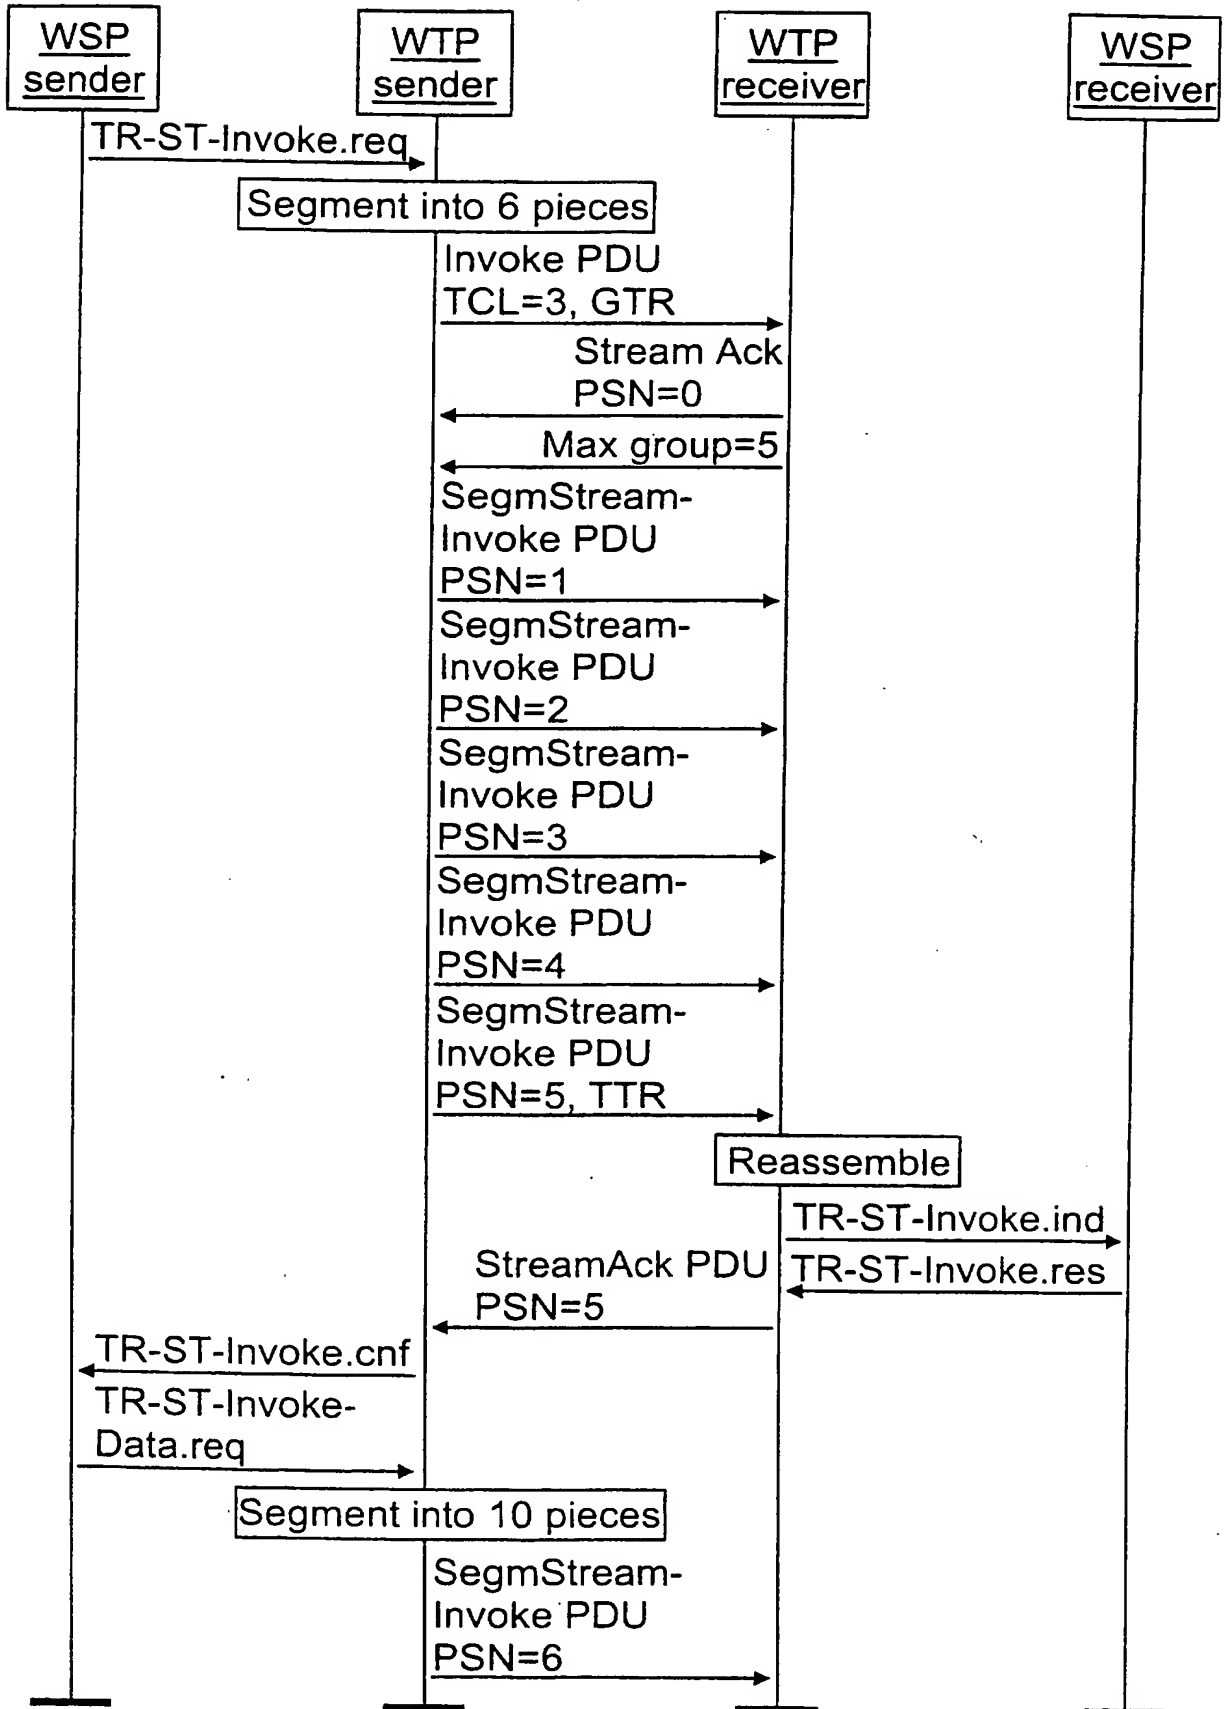 WSP
sender
WTP
sender
WTP
receiver
WSP
receiver
TR-ST-Invoke.req
Segment into 6 pieces
Invoke PDU
TCL=3, GTR
Stream Ack
PSN=0
Max group=5
SegmStream-
Invoke PDU
PSN=1
SegmStream-
Invoke PDU
PSN=2
SegmStream-
Invoke PDU
PSN=3
SegmStream-
Invoke PDU
PSN=4
SegmStream-
Invoke PDU
PSN=5, TTR
Reassemble
TR-ST-Invoke.ind
StreamAck PDU
PSN=5
TR-ST-Invoke.res
TR-ST-Invoke.cnf
TR-ST-Invoke-
Data.req
Segment into 10 pieces
SegmStream-
Invoke PDU
PSN=6